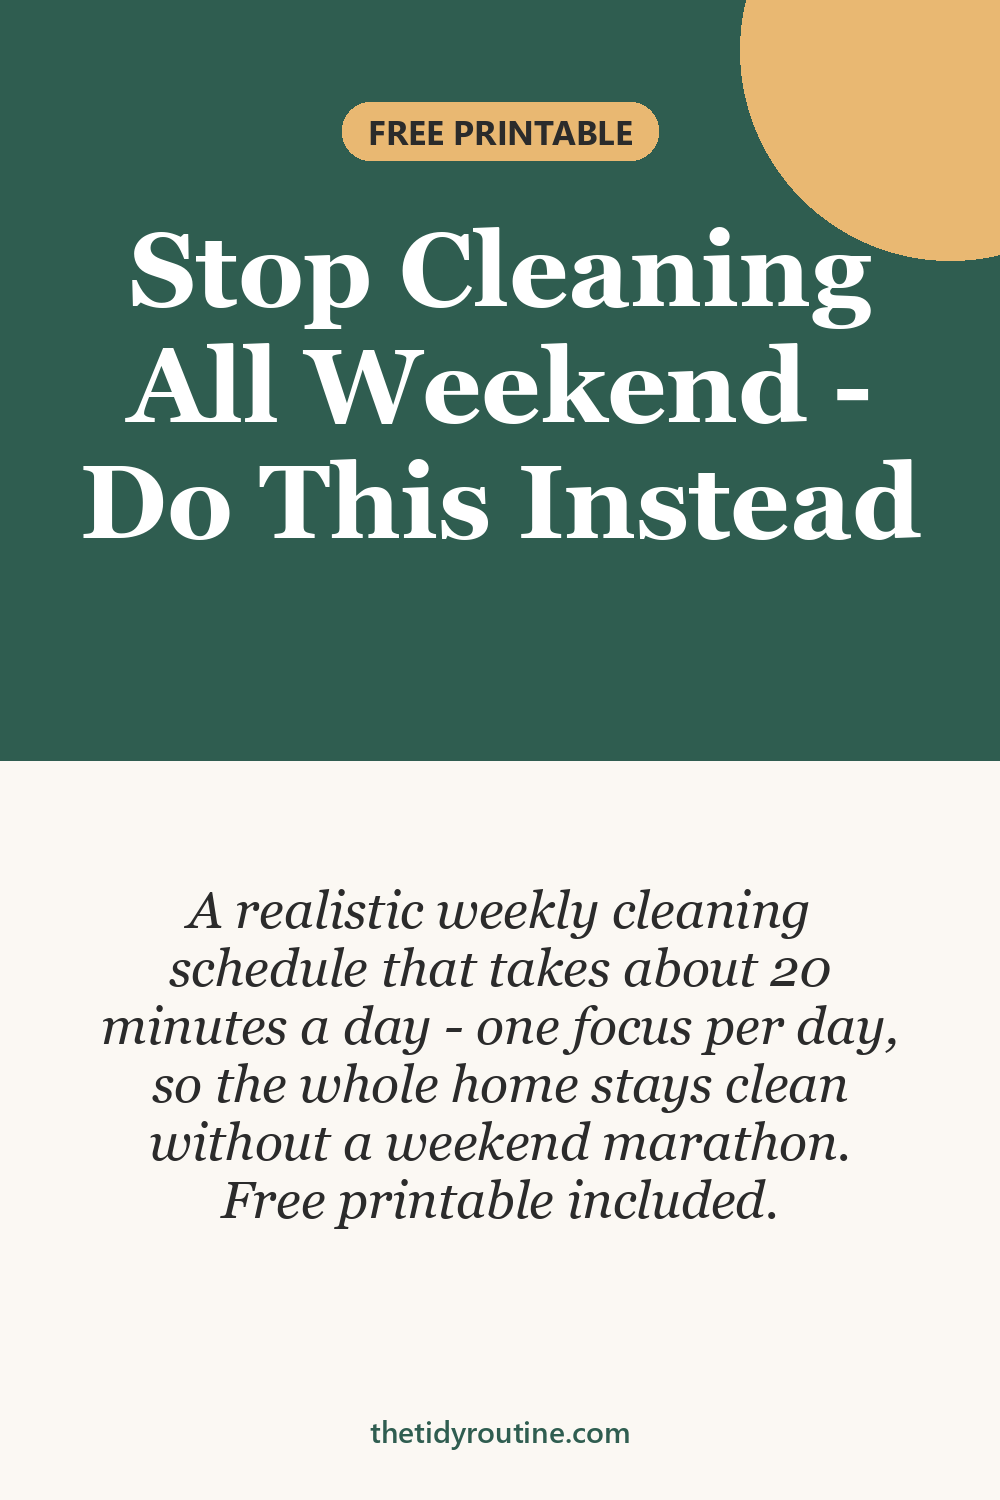 FREE PRINTABLE
Stop Cleaning
All Weekend -
Do This Instead
A realistic weekly cleaning
schedule that takes about 20
minutes a day - one focus per day,
so the whole home stays clean
without a weekend marathon.
Free printable included.
thetidyroutine.com